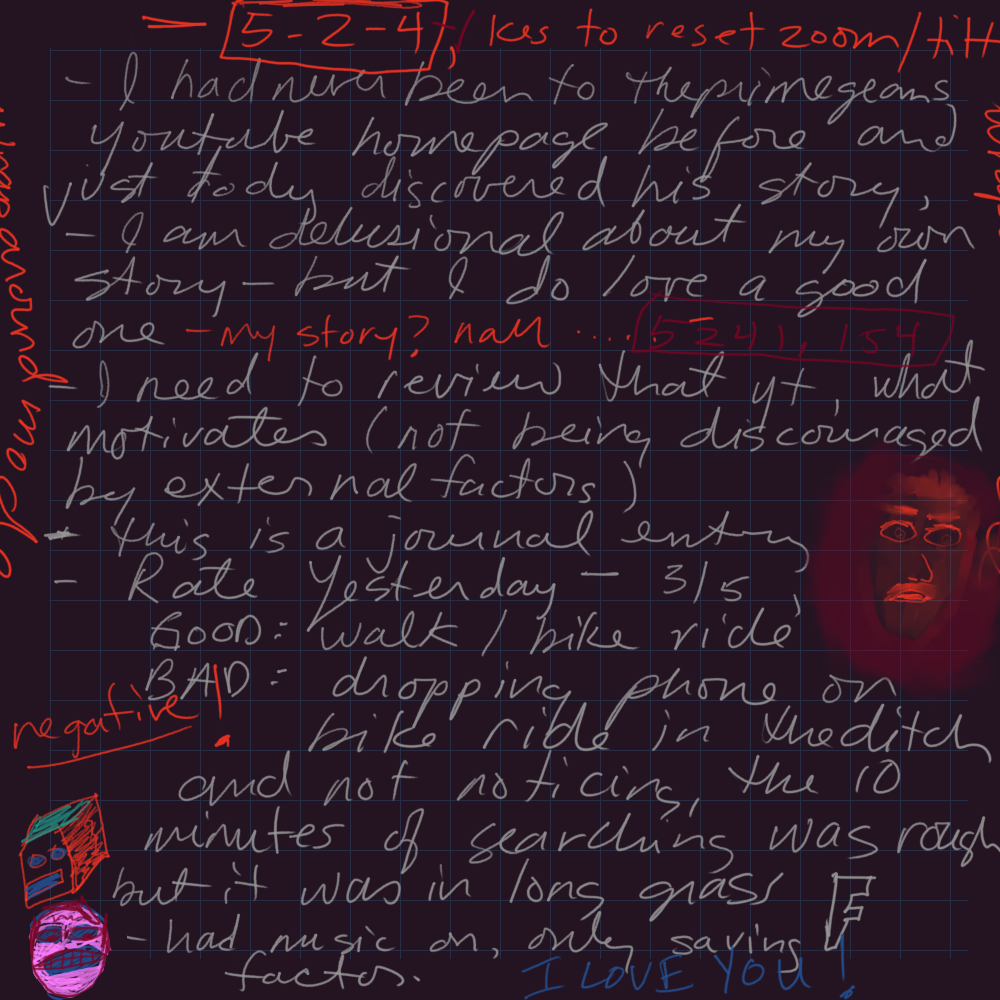 — 5-2-4, kes to reset zoom/tilt
- I had never been to theprimegeans
youtube homepage before and
just tody discovered his story,
- I am delusional about my own
story - but I do love a good
one - my story? nall ..... 5241, 154
- I need to review that yt, what
motivates (not being discouraged
by external factors)
- this is a journal entry
- Rate Yesterday - 3/5,
GOOD: walk / bike ride
BAD: dropping phone on
negative!
bike ride in the ditch
and not noticing, the 10
minutes of searching was rough
but it was in long grass F
- had music on, only saving
factor.
I LOVE YOU!